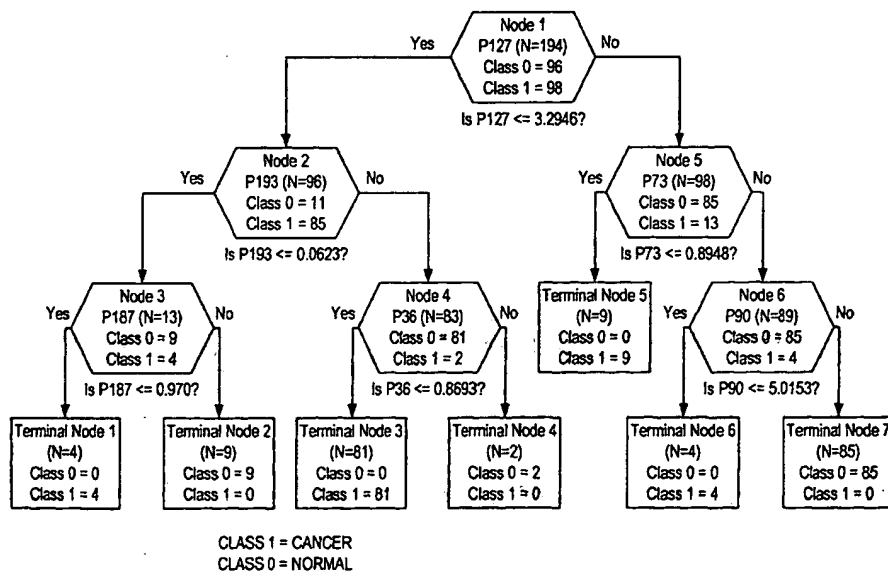 Node 1
P127 (N=194)
Class 0 = 96
Class 1 = 98
Yes
No
Is P127 <= 3.2946?
Node 2
P193 (N=96)
Class 0 = 11
Class 1 = 85
Yes
No
Is P193 <= 0.0623?
Node 5
P73 (N=98)
Class 0 = 85
Class 1 = 13
Yes
No
Is P73 <= 0.8948?
Node 3
P187 (N=13)
Class 0 = 9
Class 1 = 4
Yes
No
Is P187 <= 0.970?
Node 4
P36 (N=83)
Class 0 = 81
Class 1 = 2
Yes
No
Is P36 <= 0.8693?
Terminal Node 5
(N=9)
Class 0 = 0
Class 1 = 9
Node 6
P90 (N=89)
Class 0 = 85
Class 1 = 4
Yes
No
Is P90 <= 5.0153?
Terminal Node 1
(N=4)
Class 0 = 0
Class 1 = 4
Terminal Node 2
(N=9)
Class 0 = 9
Class 1 = 0
Terminal Node 3
(N=81)
Class 0 = 0
Class 1 = 81
Terminal Node 4
(N=2)
Class 0 = 2
Class 1 = 0
Terminal Node 6
(N=4)
Class 0 = 0
Class 1 = 4
Terminal Node 7
(N=85)
Class 0 = 85
Class 1 = 0
CLASS 1 = CANCER
CLASS 0 = NORMAL